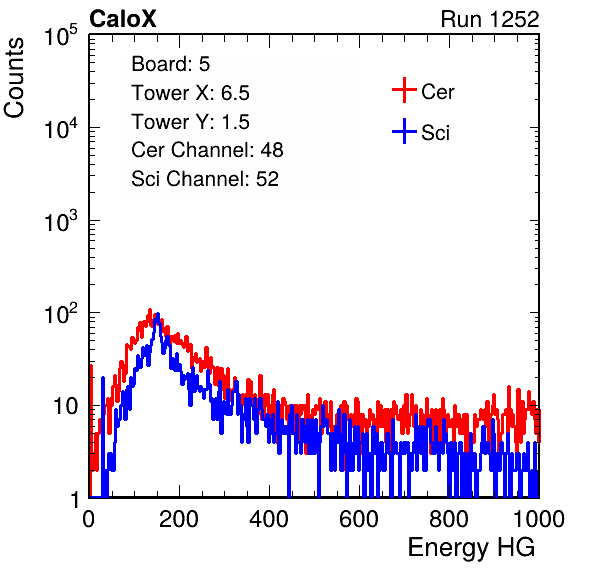 CaloX Run 1252
Counts
10^5
10^4
10^3
10^2
10
1
Board: 5
Tower X: 6.5
Tower Y: 1.5
Cer Channel: 48
Sci Channel: 52
Cer
Sci
0 200 400 600 800 1000
Energy HG